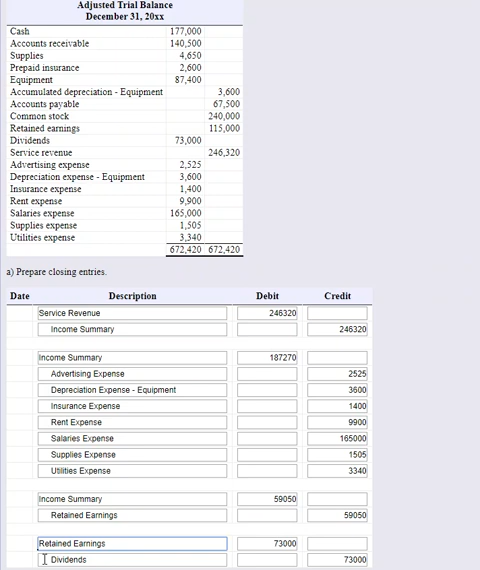 Adjusted Trial Balance
December 31, 20xx
Cash 177,000
Accounts receivable 140,500
Supplies 4,650
Prepaid insurance 2,600
Equipment 87,400
Accumulated depreciation - Equipment 3,600
Accounts payable 67,500
Common stock 240,000
Retained earnings 115,000
Dividends 73,000
Service revenue 246,320
Advertising expense 2,525
Depreciation expense - Equipment 3,600
Insurance expense 1,400
Rent expense 9,900
Salaries expense 165,000
Supplies expense 1,505
Utilities expense 3,340
672,420 672,420
a) Prepare closing entries.
Date Description Debit Credit
Service Revenue 246320
Income Summary 246320
Income Summary 187270
Advertising Expense 2525
Depreciation Expense - Equipment 3600
Insurance Expense 1400
Rent Expense 9900
Salaries Expense 165000
Supplies Expense 1505
Utilities Expense 3340
Income Summary 59050
Retained Earnings 59050
Retained Earnings 73000
Dividends 73000